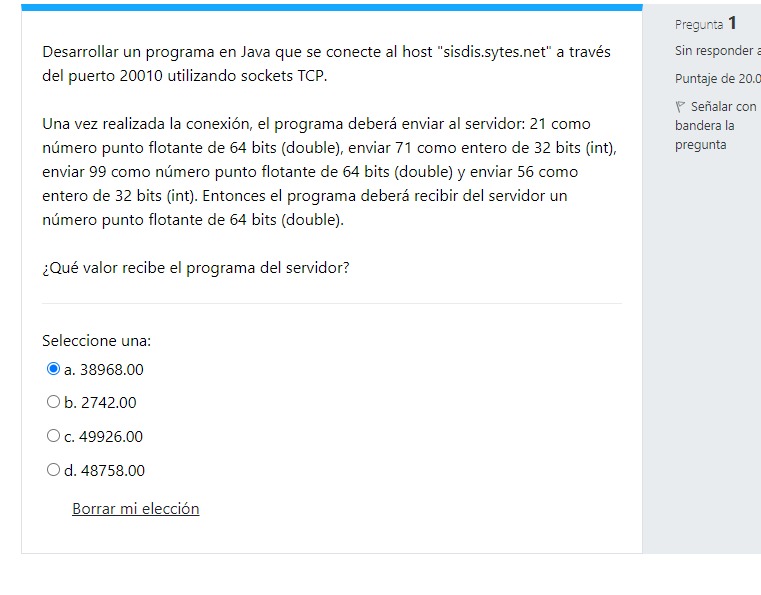 Desarrollar un programa en Java que se conecte al host "sisdis.sytes.net" a través
del puerto 20010 utilizando sockets TCP.
Una vez realizada la conexión, el programa deberá enviar al servidor: 21 como
número punto flotante de 64 bits (double), enviar 71 como entero de 32 bits (int),
enviar 99 como número punto flotante de 64 bits (double) y enviar 56 como
entero de 32 bits (int). Entonces el programa deberá recibir del servidor un
número punto flotante de 64 bits (double).
¿Qué valor recibe el programa del servidor?
Seleccione una:
a. 38968.00
b. 2742.00
c. 49926.00
d. 48758.00
Borrar mi elección
Pregunta 1
Sin responder a
Puntaje de 20.0
Señalar con
bandera la
pregunta